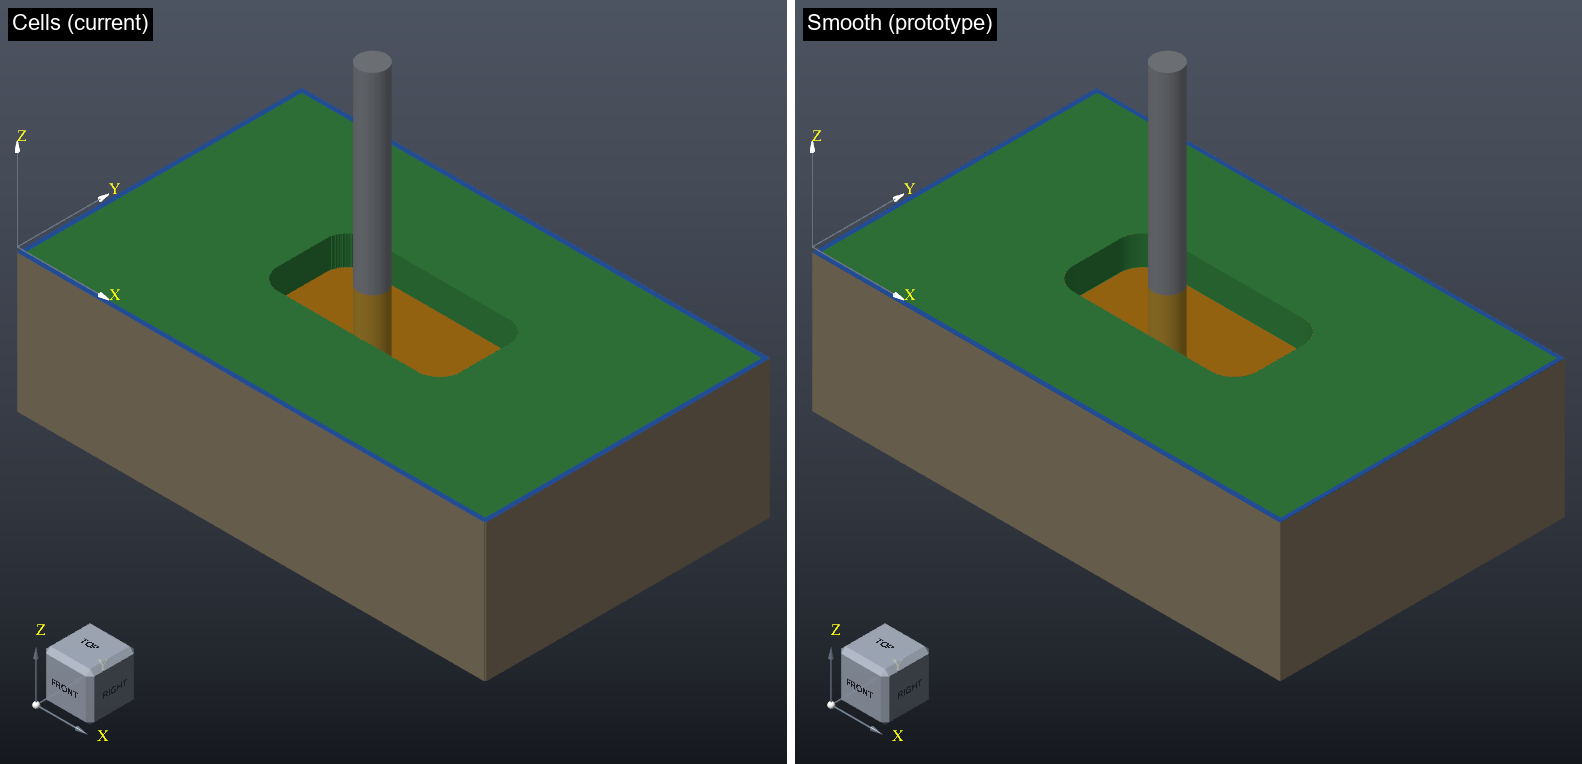 Cells (current)
Z
Y
X
Z
TOP
Y
FRONT
RIGHT
X
Smooth (prototype)
Z
Y
X
Z
TOP
Y
FRONT
RIGHT
X